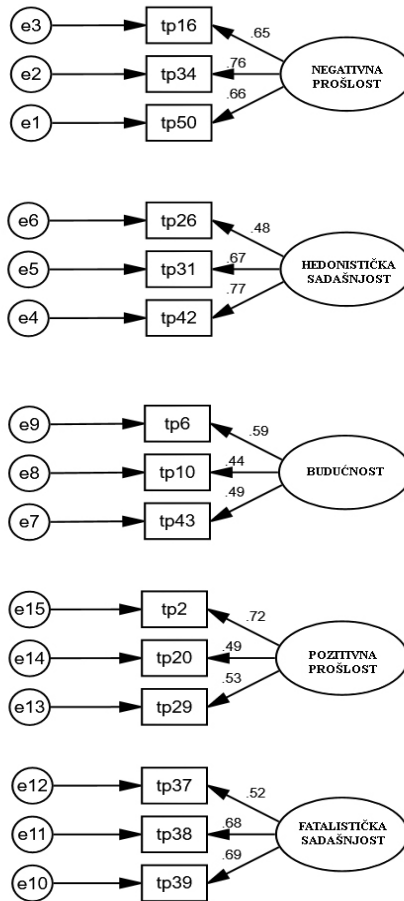 e3 tp16 .65
e2 tp34 .76 NEGATIVNA
PROŠLOST
e1 tp50 .66
e6 tp26 .48
e5 tp31 .67 HEDONISTIČKA
SADAŠNJOST
e4 tp42 .77
e9 tp6 .59
e8 tp10 .44 BUDUĆNOST
e7 tp43 .49
e15 tp2 .72
e14 tp20 .49 POZITIVNA
PROŠLOST
e13 tp29 .53
e12 tp37 .52
e11 tp38 .68 FATALISTIČKA
SADAŠNJOST
e10 tp39 .69